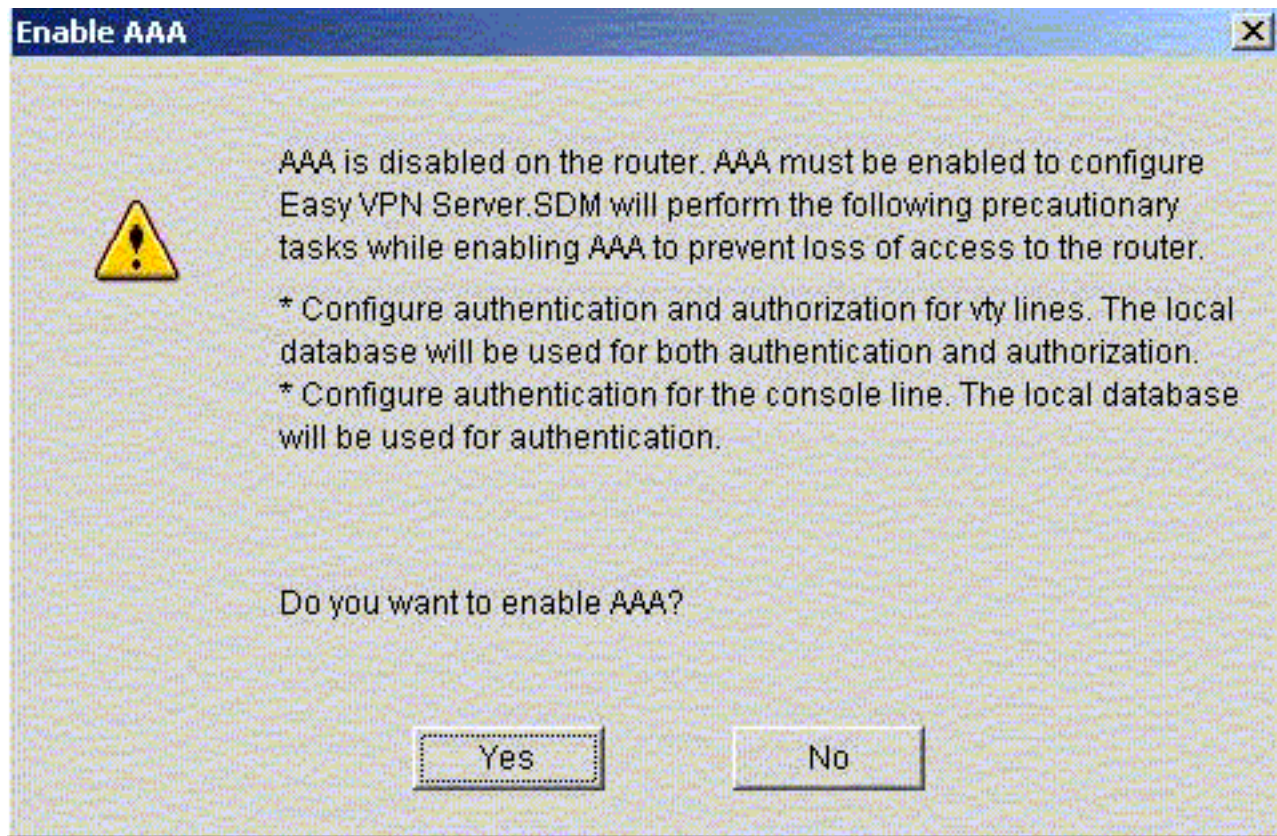 Enable AAA
AAA is disabled on the router. AAA must be enabled to configure
Easy VPN Server.SDM will perform the following precautionary
tasks while enabling AAA to prevent loss of access to the router.
* Configure authentication and authorization for vty lines. The local
database will be used for both authentication and authorization.
* Configure authentication for the console line. The local database
will be used for authentication.
Do you want to enable AAA?
Yes
No